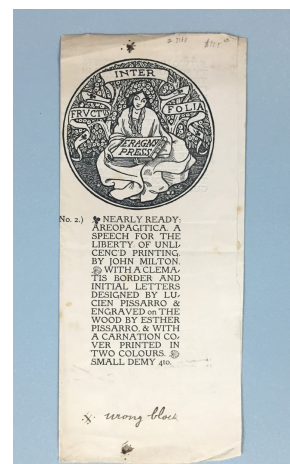 INTER
FRVCTV FOLIA
ERAGNY
PRESS
No. 2.) NEARLY READY:
AREOPAGITICA. A
SPEECH FOR THE
LIBERTY OF UNLI-
CENC'D PRINTING.
BY JOHN MILTON.
WITH A CLEMA-
TIS BORDER AND
INITIAL LETTERS
DESIGNED BY LU-
CIEN PISSARRO &
ENGRAVED on THE
WOOD BY ESTHER
PISSARRO, & WITH
A CARNATION CO-
VER PRINTED IN
TWO COLOURS.
SMALL DEMY 4to.
wrong block